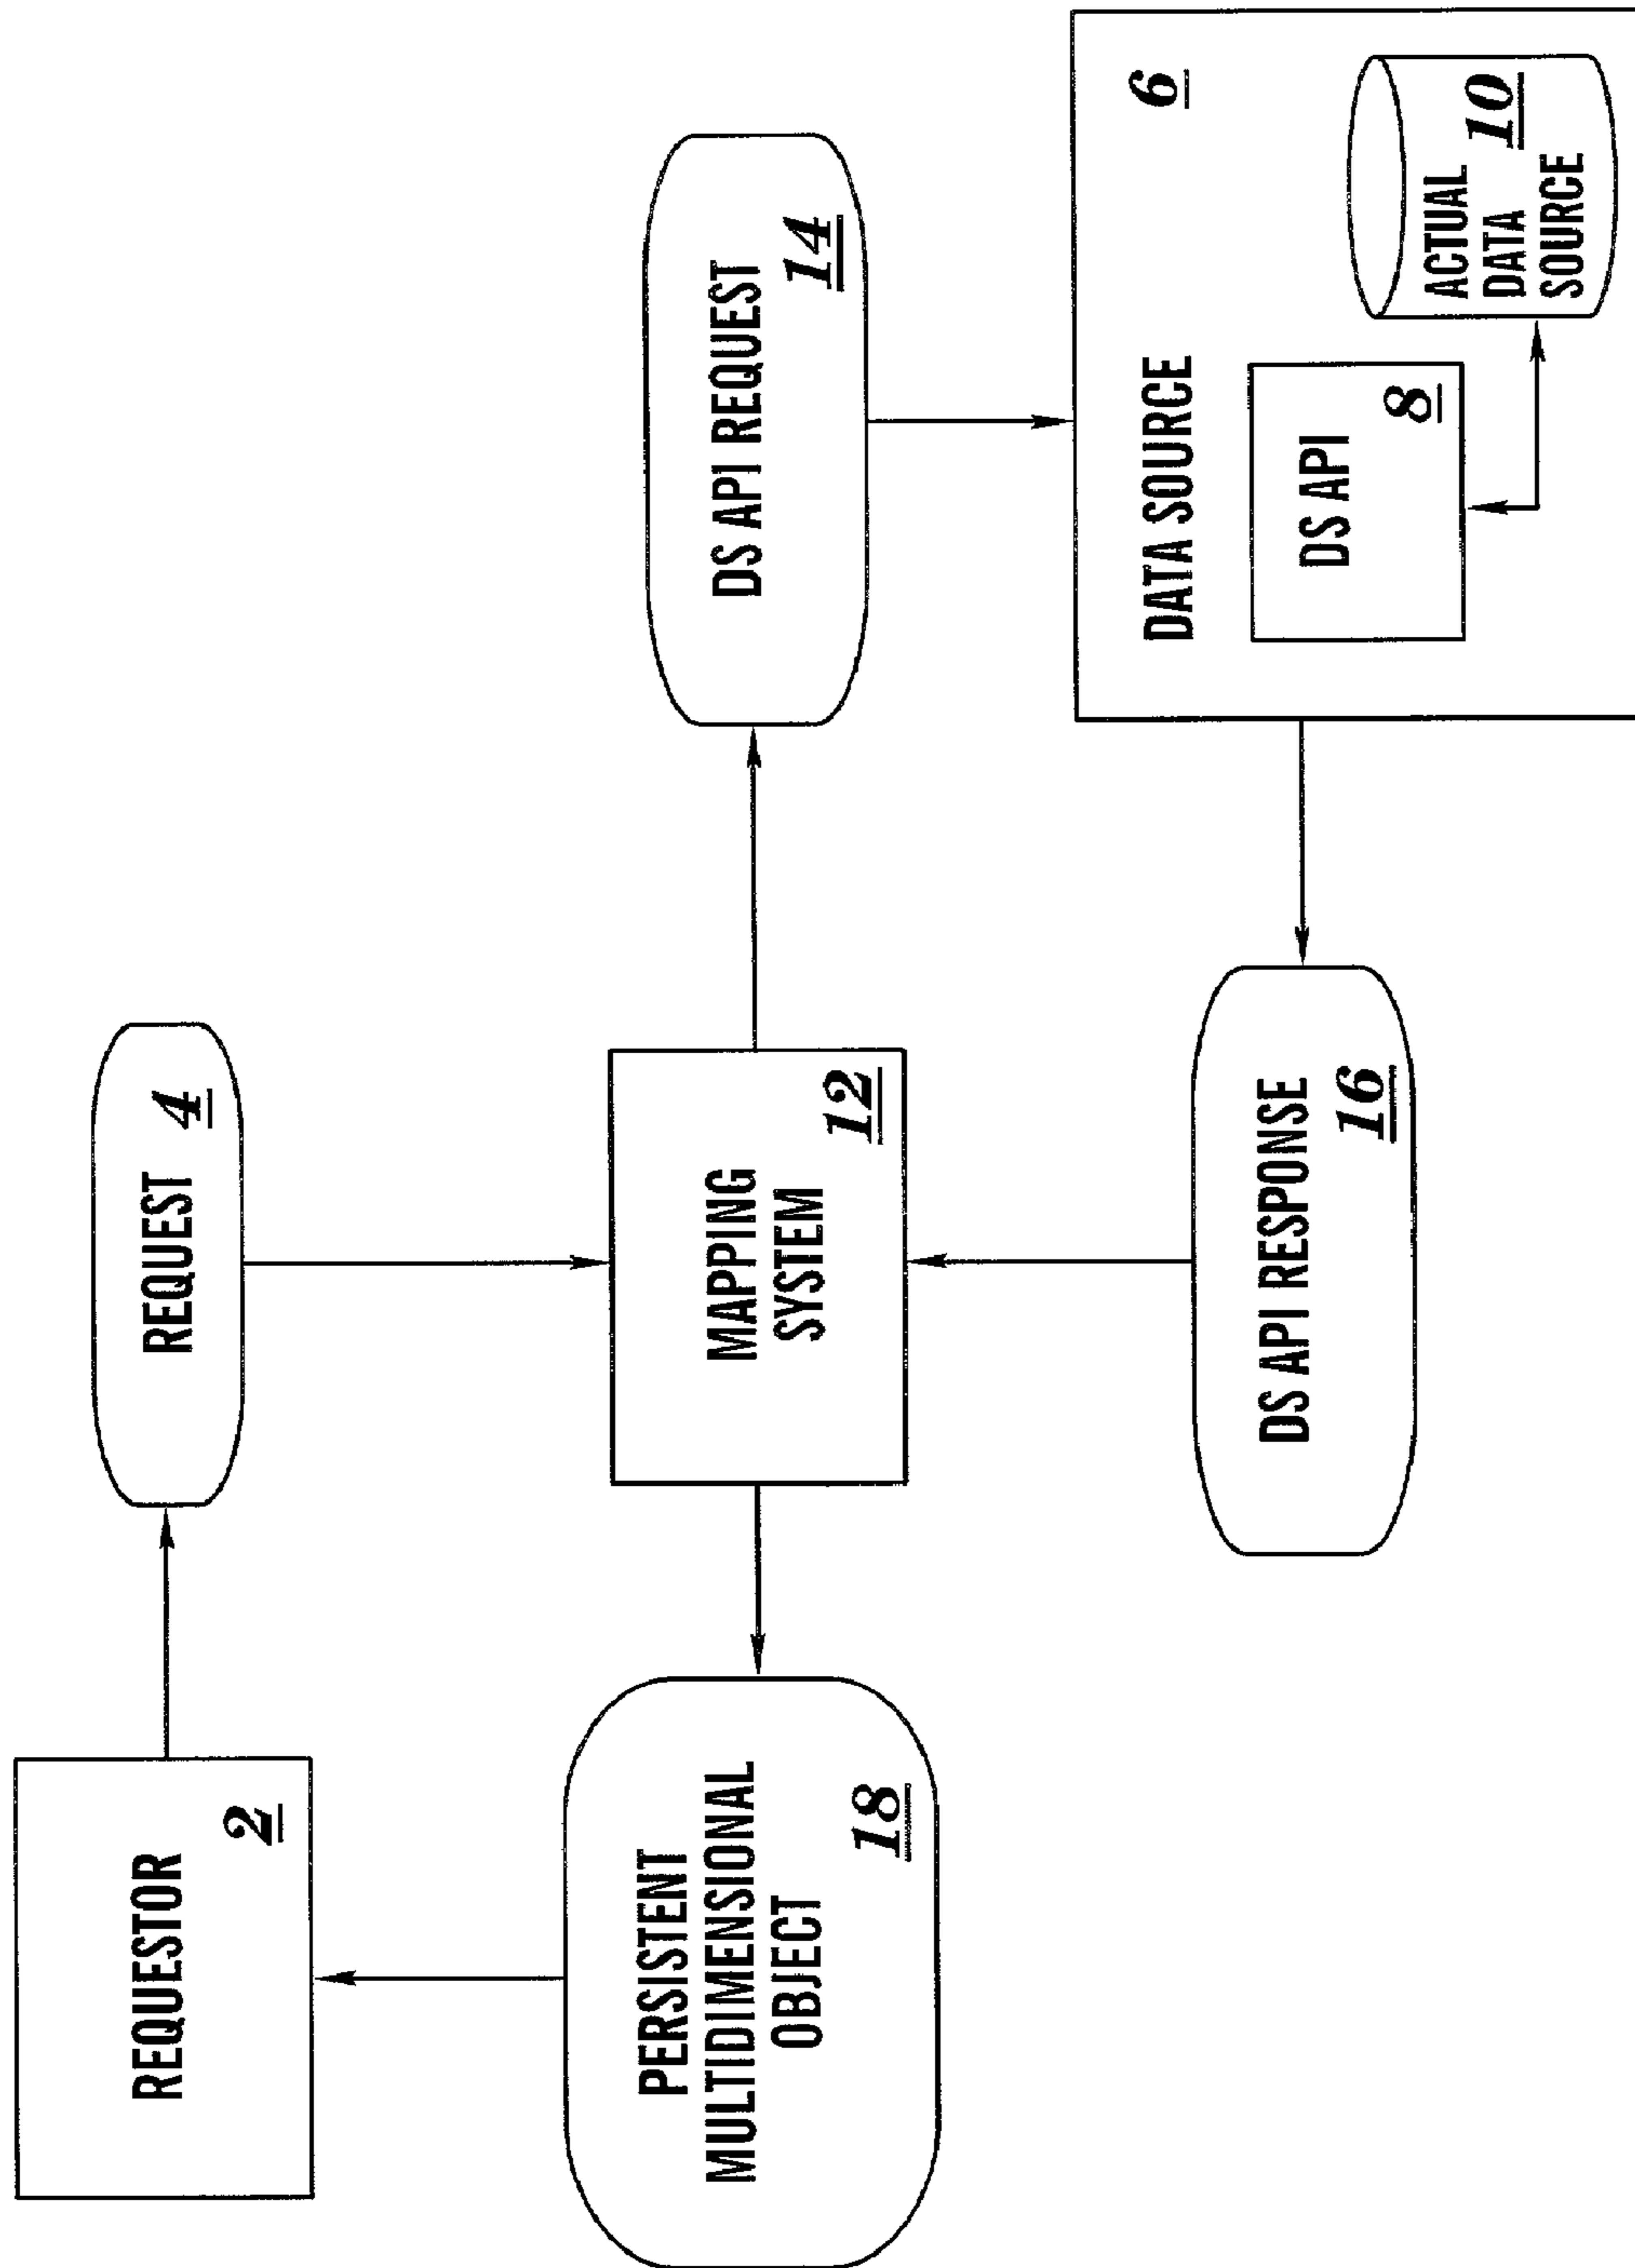 REQUESTOR
2
REQUEST
4
PERSISTENT
MULTIDIMENSIONAL
OBJECT
18
MAPPING
SYSTEM
12
DS API REQUEST
14
DS API RESPONSE
16
DATA SOURCE
6
DS API
8
ACTUAL
DATA
SOURCE
10